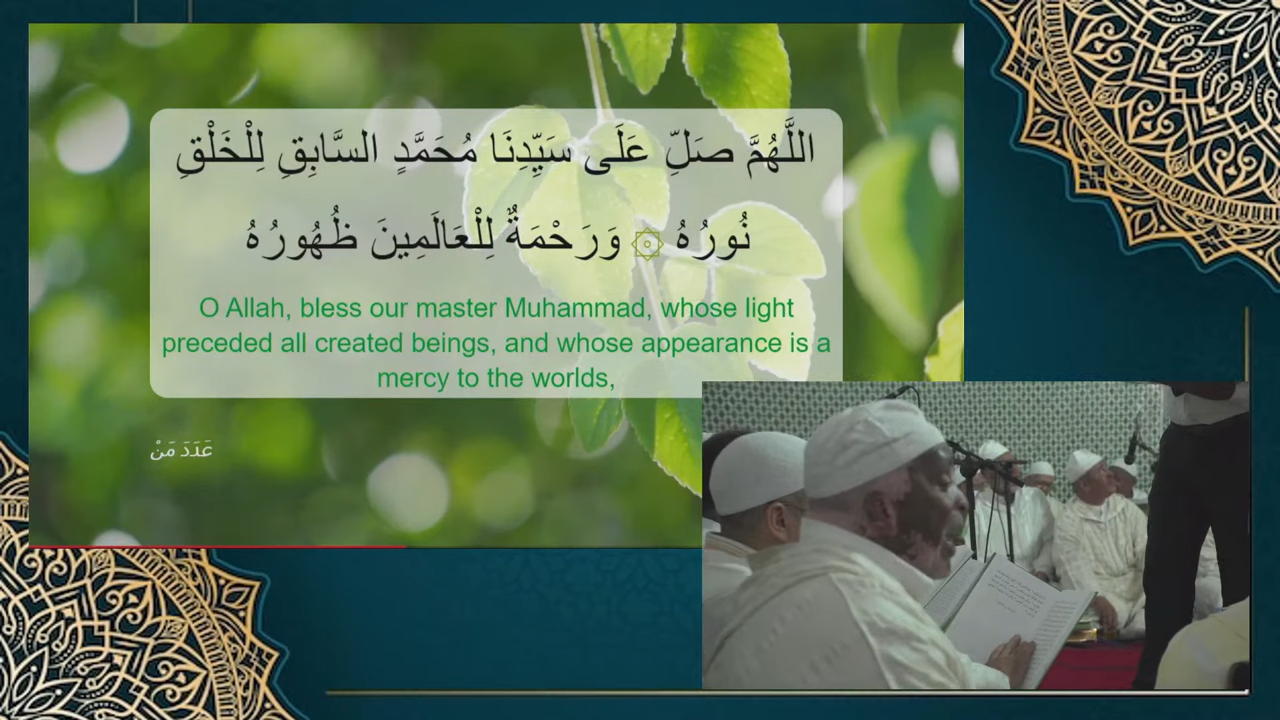 اللَّهُمَّ صَلِّ عَلَى سَيِّدِنَا مُحَمَّدٍ السَّابِقِ لِلْخَلْقِ
نُورُهُ ۞ وَرَحْمَةٌ لِلْعَالَمِينَ ظُهُورُهُ
O Allah, bless our master Muhammad, whose light
preceded all created beings, and whose appearance is a
mercy to the worlds,
عَدَدَ مَنْ